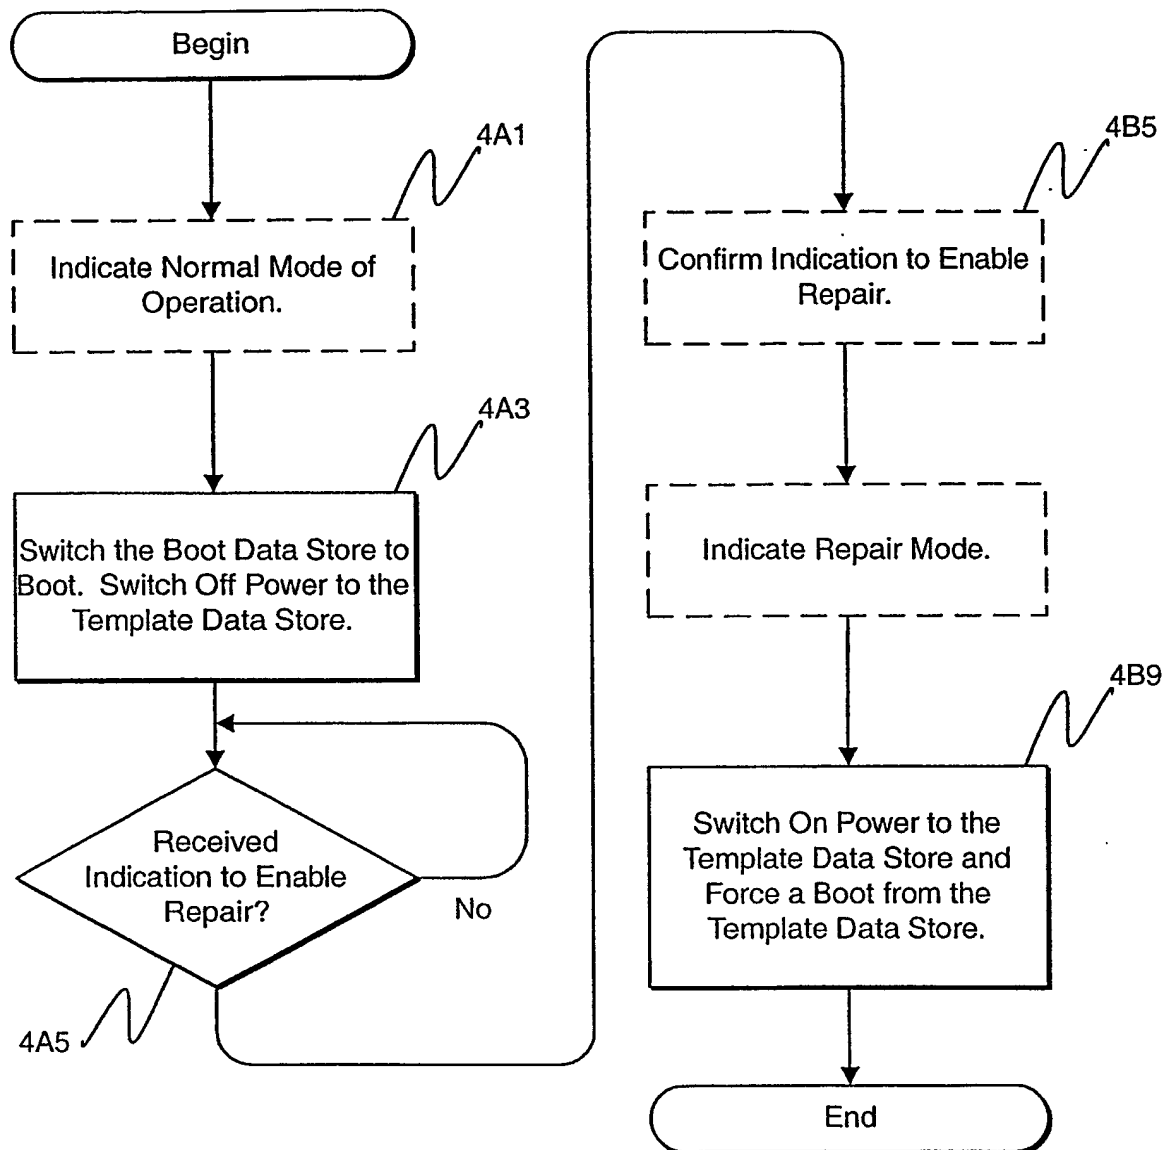 Begin
4A1
Indicate Normal Mode of
Operation.
4A3
Switch the Boot Data Store to
Boot. Switch Off Power to the
Template Data Store.
Received
Indication to Enable
Repair?
No
4A5
4B5
Confirm Indication to Enable
Repair.
Indicate Repair Mode.
4B9
Switch On Power to the
Template Data Store and
Force a Boot from the
Template Data Store.
End